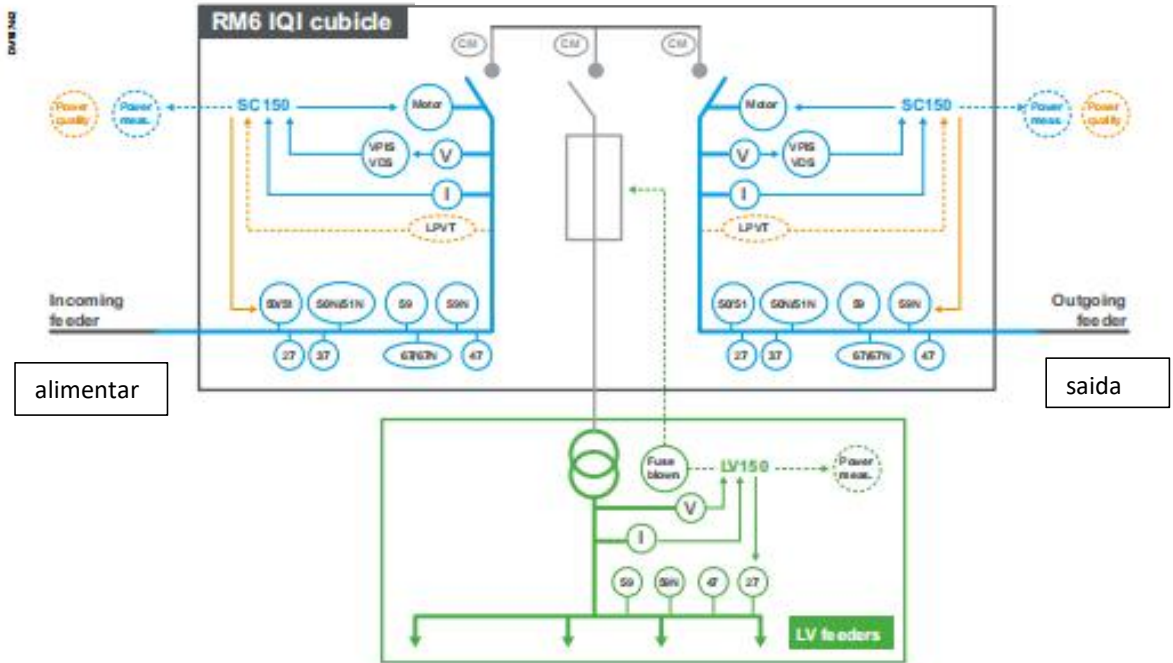 RM6 IQI cubicle
CM
CM
CM
Power quality
Power meas.
SC150
Motor
Motor
SC150
Power meas.
Power quality
VPIS
VDS
V
V
VPIS
VDS
I
I
LPVT
LPVT
Incoming
feeder
50/51
50N/51N
59
59N
50/51
50N/51N
59
59N
Outgoing
feeder
27
37
67/67N
47
27
37
67/67N
47
alimentar
saida
Fuse
blown
LV150
Power
meas.
V
I
59
59N
47
27
LV feeders